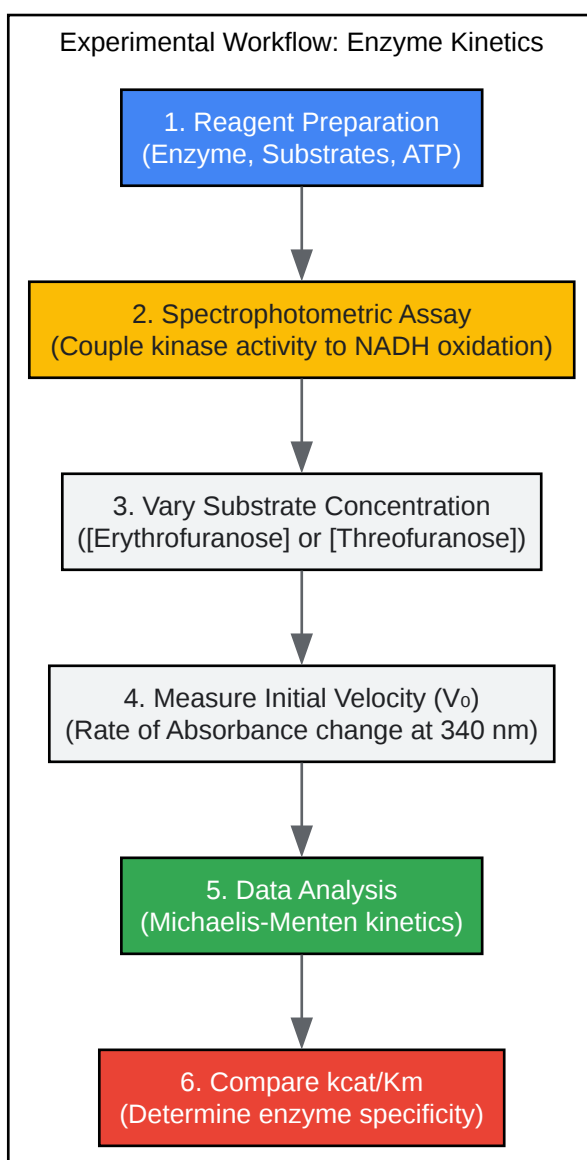 Experimental Workflow: Enzyme Kinetics
1. Reagent Preparation
(Enzyme, Substrates, ATP)
2. Spectrophotometric Assay
(Couple kinase activity to NADH oxidation)
3. Vary Substrate Concentration
([Erythrofuranose] or [Threofuranose])
4. Measure Initial Velocity (V₀)
(Rate of Absorbance change at 340 nm)
5. Data Analysis
(Michaelis-Menten kinetics)
6. Compare kcat/Km
(Determine enzyme specificity)